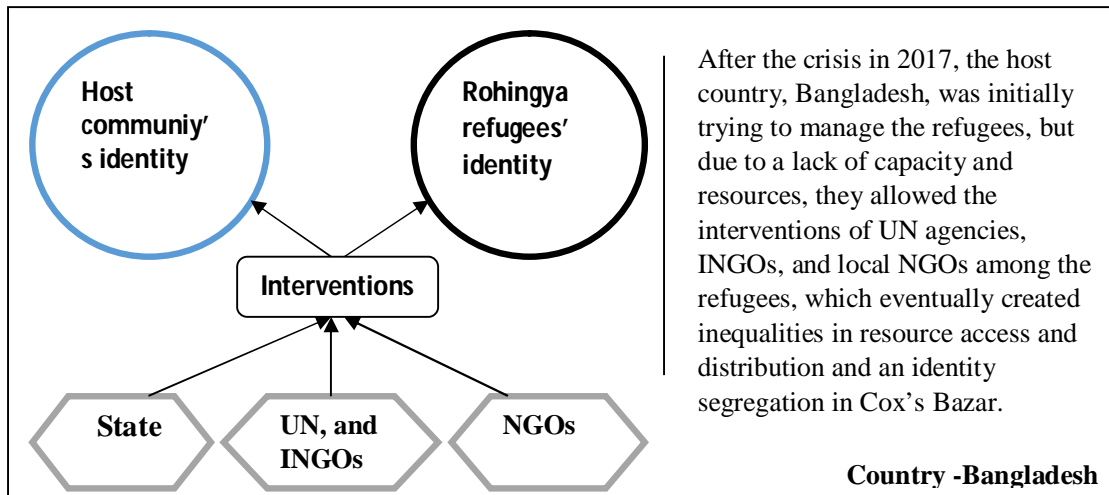 Host
communiy'
s identity
Rohingya
refugees'
identity
Interventions
State
UN, and
INGOs
NGOs
After the crisis in 2017, the host
country, Bangladesh, was initially
trying to manage the refugees, but
due to a lack of capacity and
resources, they allowed the
interventions of UN agencies,
INGOs, and local NGOs among the
refugees, which eventually created
inequalities in resource access and
distribution and an identity
segregation in Cox’s Bazar.
Country -Bangladesh